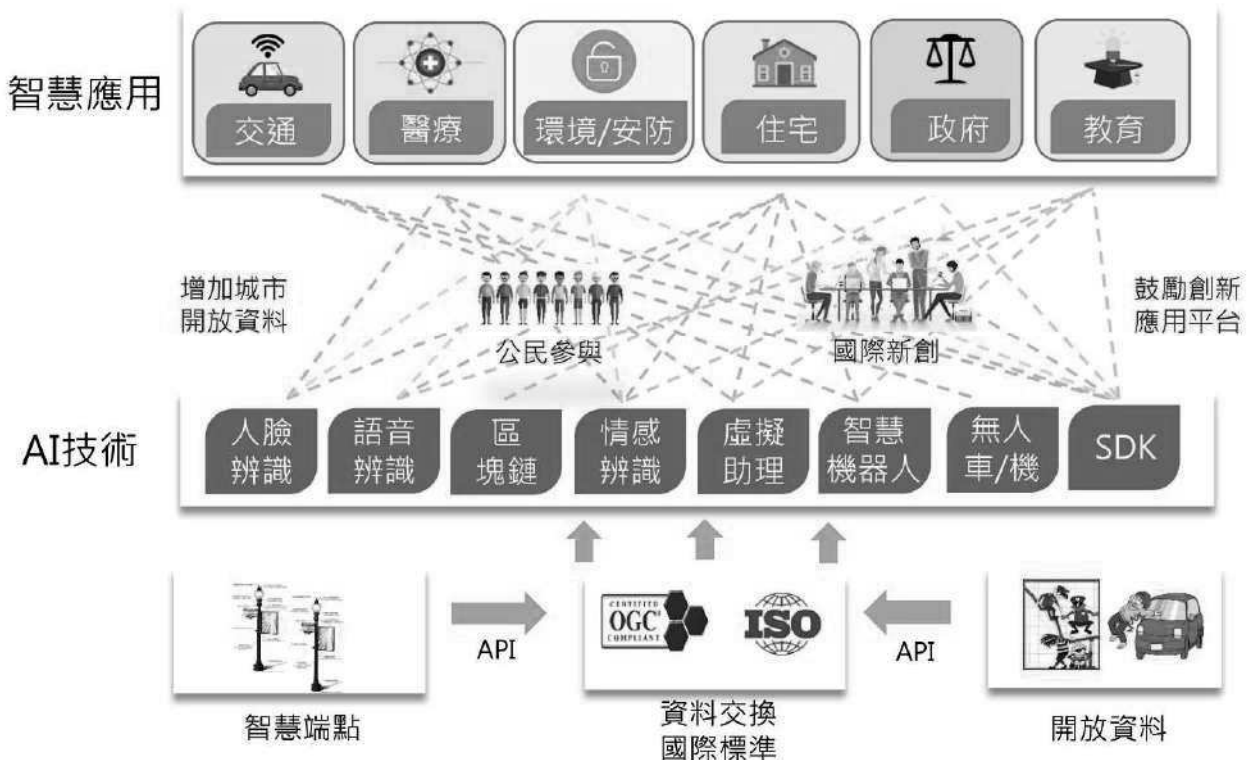 智慧應用
交通
醫療
環境/安防
住宅
政府
教育
增加城市
開放資料
公民參與
國際新創
鼓勵創新
應用平台
AI技術
人臉
辨識
語音
辨識
區
塊鏈
情感
辨識
虛擬
助理
智慧
機器人
無人
車/機
SDK
API
CERTIFIED
OGC®
COMPLIANT
ISO
API
智慧端點
資料交換
國際標準
開放資料